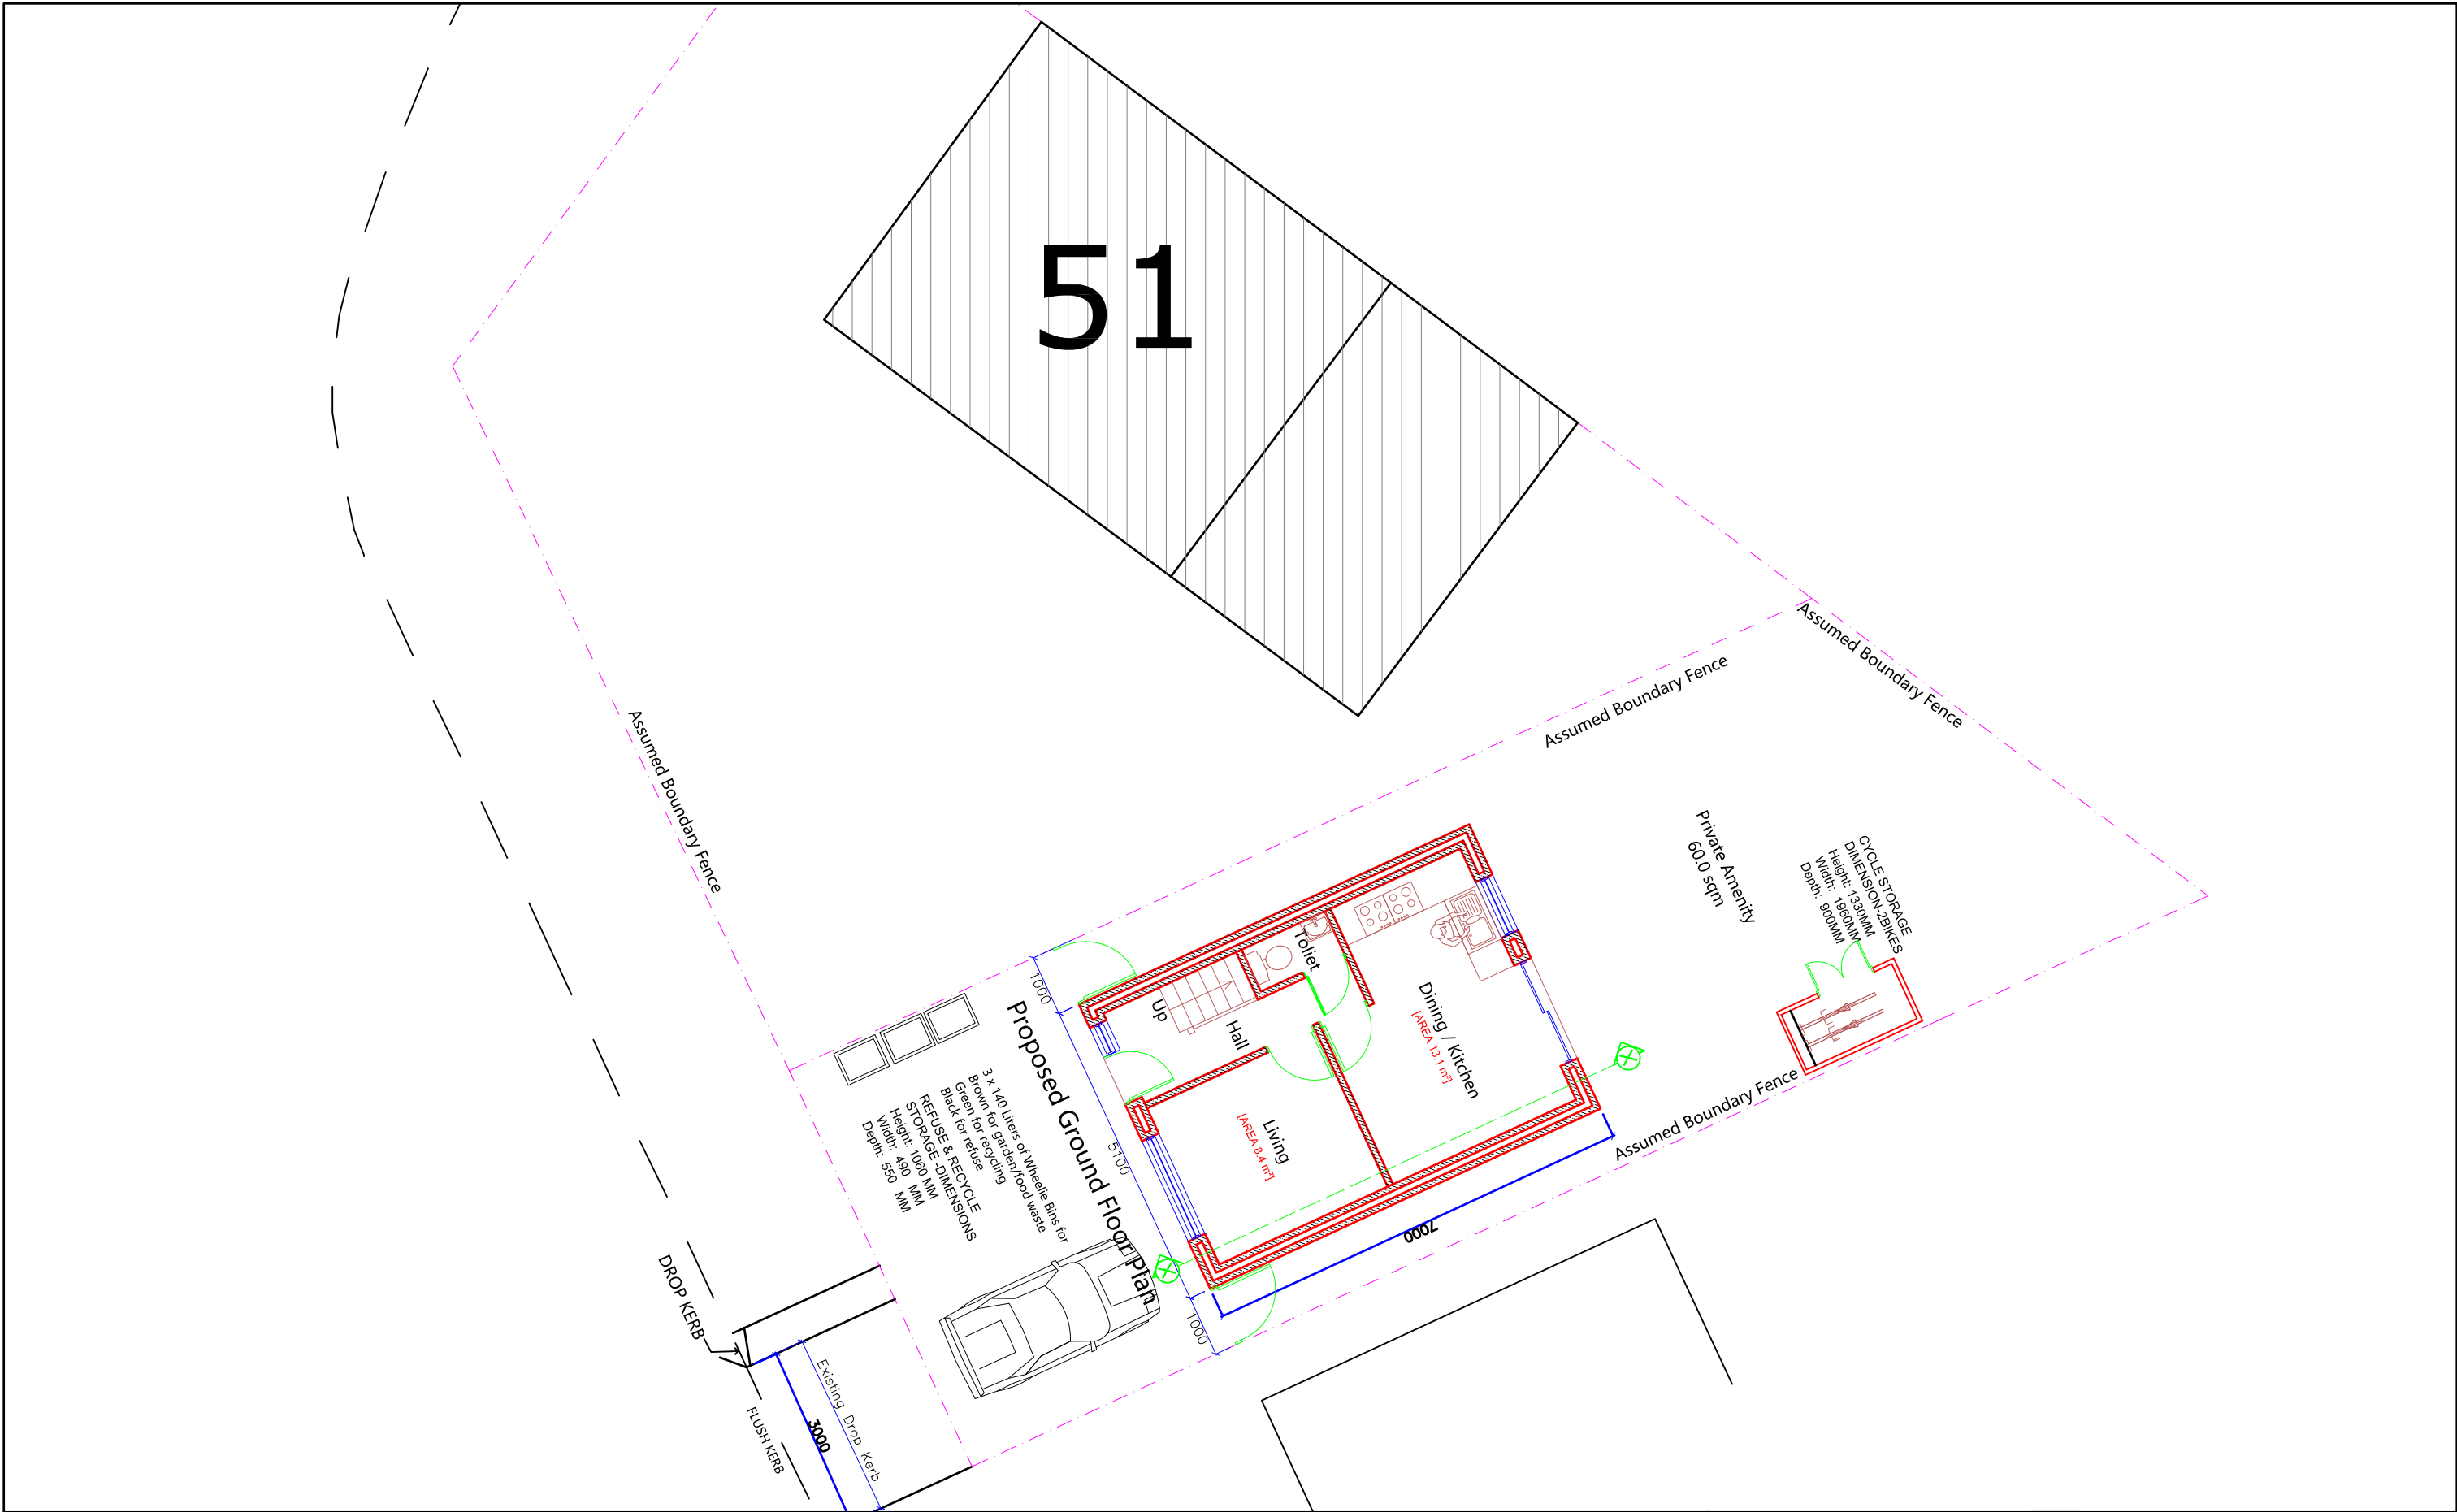 51
Assumed Boundary Fence
Assumed Boundary Fence
Assumed Boundary Fence
Private Amenity
60.0 sqm
CYCLE STORAGE
DIMENSION-2BIKES
Height: 1330MM
Width: 1960MM
Depth: 900MM
Assumed Boundary Fence
Toliet
Up
Hall
Dining / Kitchen
[AREA 13.1 m²]
Living
[AREA 8.4 m²]
1000
5100
1000
7000
Proposed Ground Floor Plan
3 x 140 Liters of Wheelie Bins for
Brown for garden/food waste
Green for recycling
Black for refuse
REFUSE & RECYCLE
STORAGE -DIMENSIONS
Height: 1060 MM
Width: 490 MM
Depth: 550 MM
DROP KERB
FLUSH KERB
3000
Existing Drop Kerb